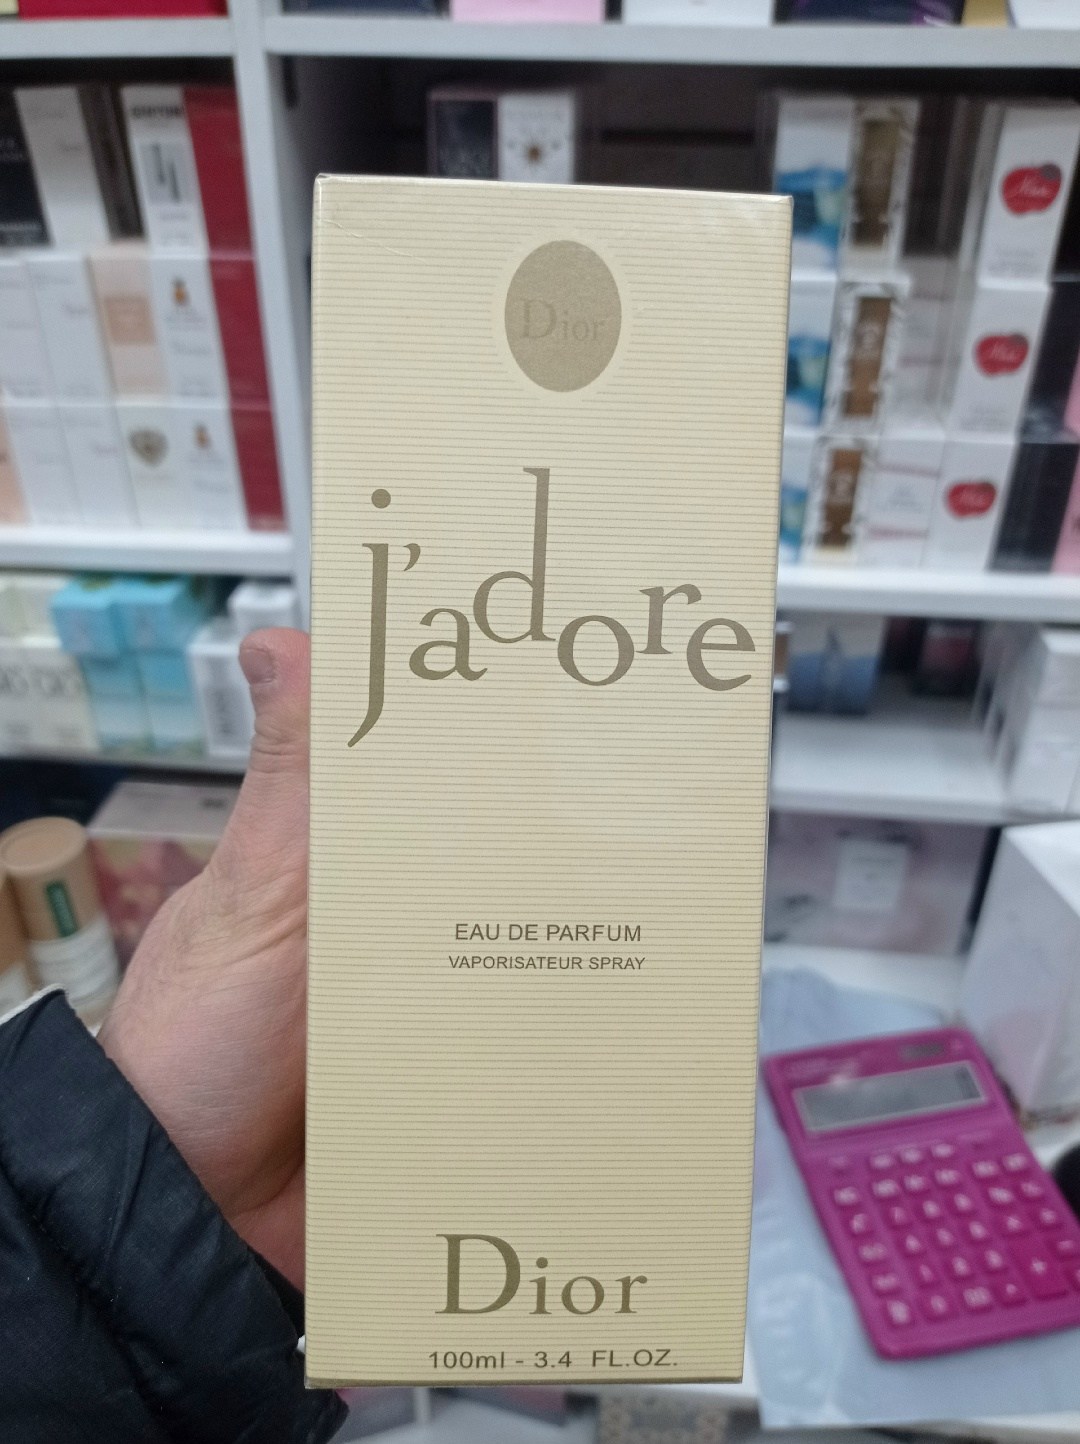 Dior
j'adore
EAU DE PARFUM
VAPORISATEUR SPRAY
Dior
100ml - 3.4 FL.OZ.